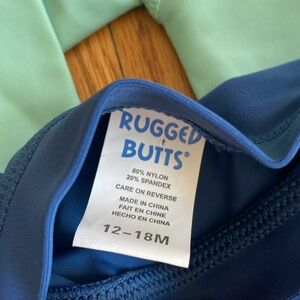 RUGGED
BUTTS®
80% NYLON
20% SPANDEX
CARE ON REVERSE
MADE IN CHINA
FAIT EN CHINE
HECHO EN CHINA
12-18M